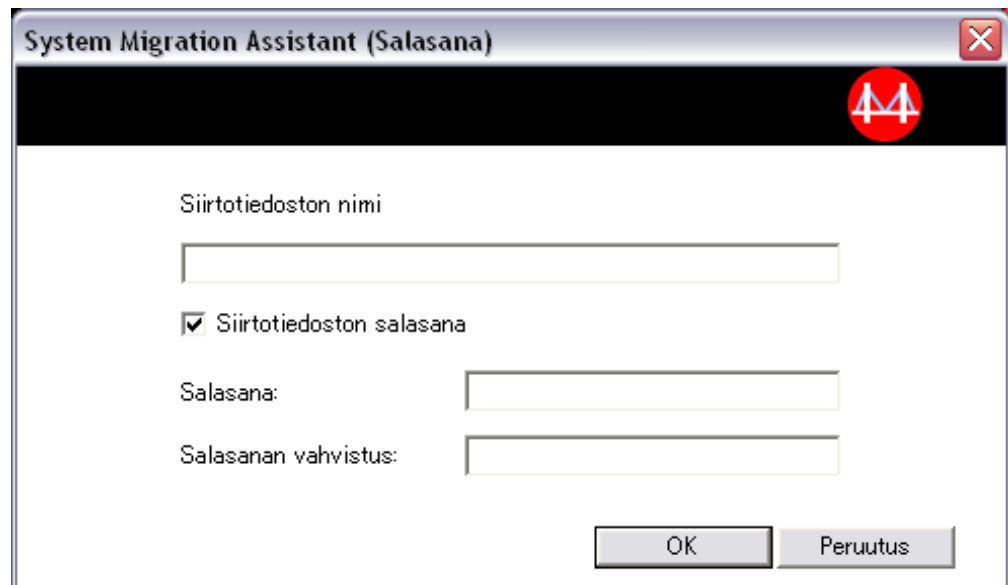 System Migration Assistant (Salasana)
Siirtotiedoston nimi
Siirtotiedoston salasana
Salasana:
Salasanan vahvistus:
OK Peruutus